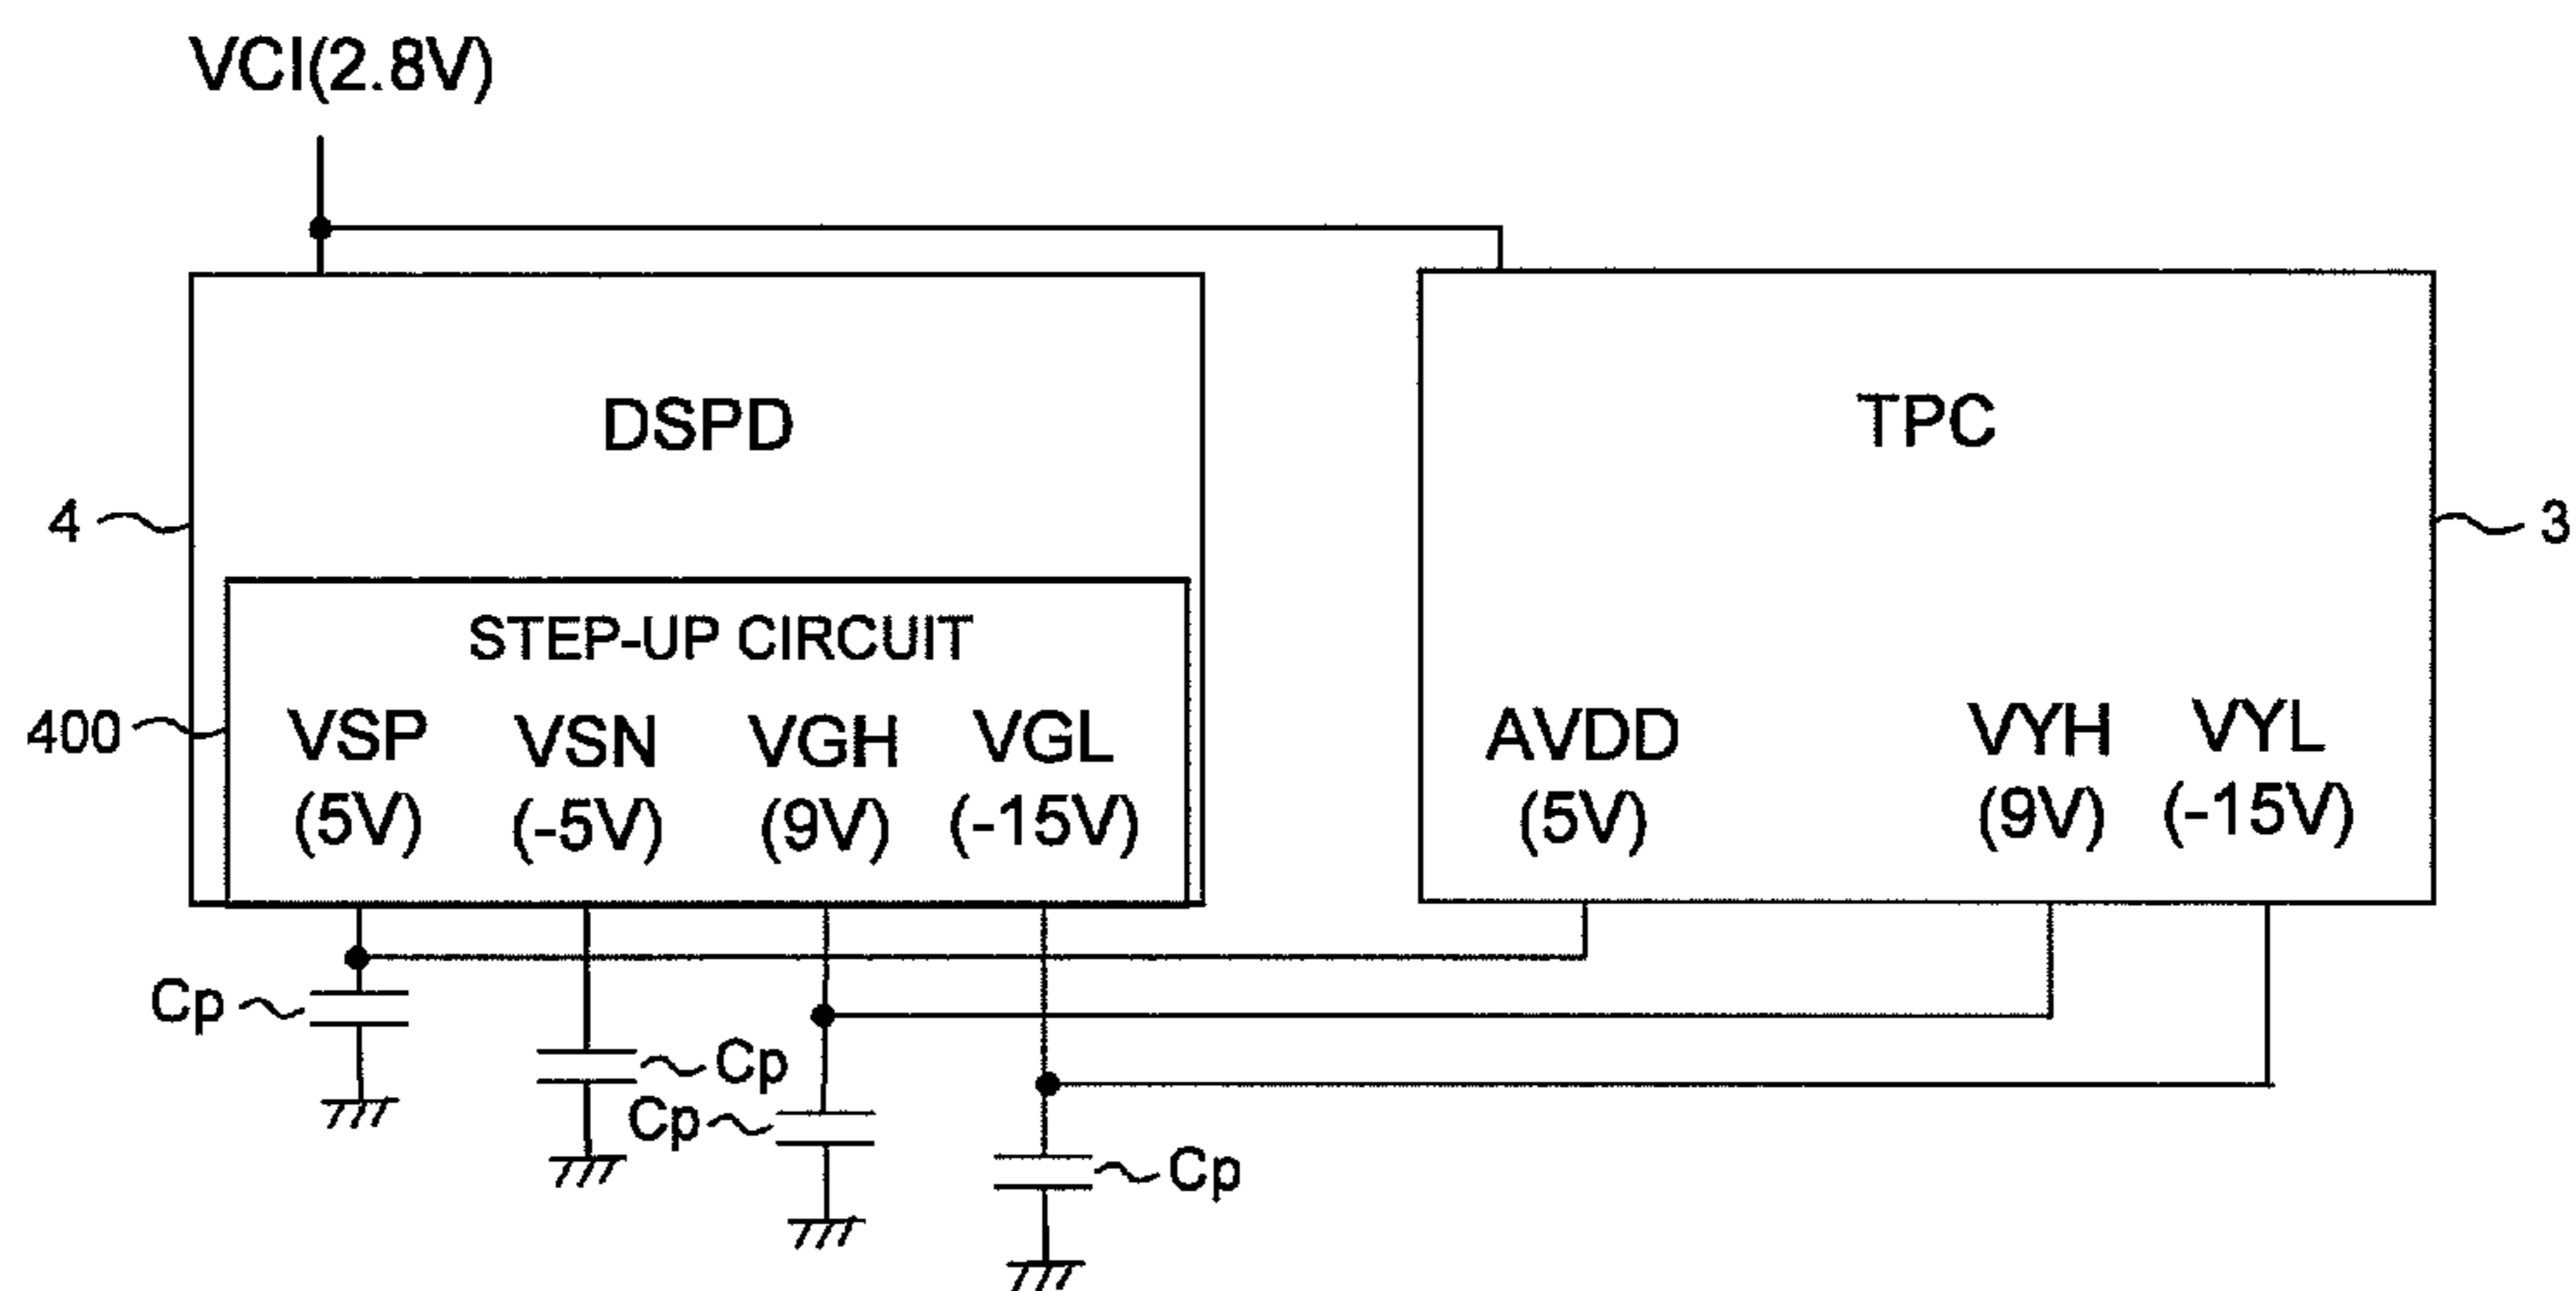 VCI(2.8V)
DSPD
TPC
4
3
STEP-UP CIRCUIT
400
VSP VSN VGH VGL
(5V) (-5V) (9V) (-15V)
AVDD VYH VYL
(5V) (9V) (-15V)
Cp
Cp
Cp
Cp